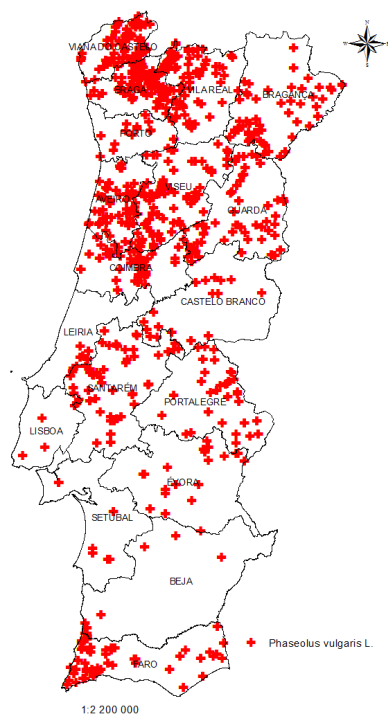 N
W E
S
VIANA DO CASTELO
BRAGA
VILA REAL
BRAGANÇA
PORTO
AVEIRO
VISEU
GUARDA
COIMBRA
CASTELO BRANCO
LEIRIA
SANTARÉM
PORTALEGRE
LISBOA
ÉVORA
SETUBAL
BEJA
FARO
Phaseolus vulgaris L.
1:2 200 000